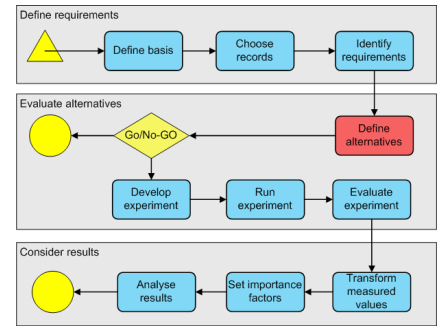 Define requirements
Define basis
Choose
records
Identify
requirements
Evaluate alternatives
Go/No-GO
Define
alternatives
Develop
experiment
Run
experiment
Evaluate
experiment
Consider results
Analyse
results
Set importance
factors
Transform
measured
values